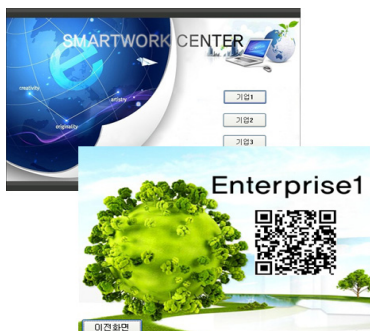 SMARTWORK CENTER
creativity
artistry
originality
기업1
기업2
기업3
Enterprise1
이전화면